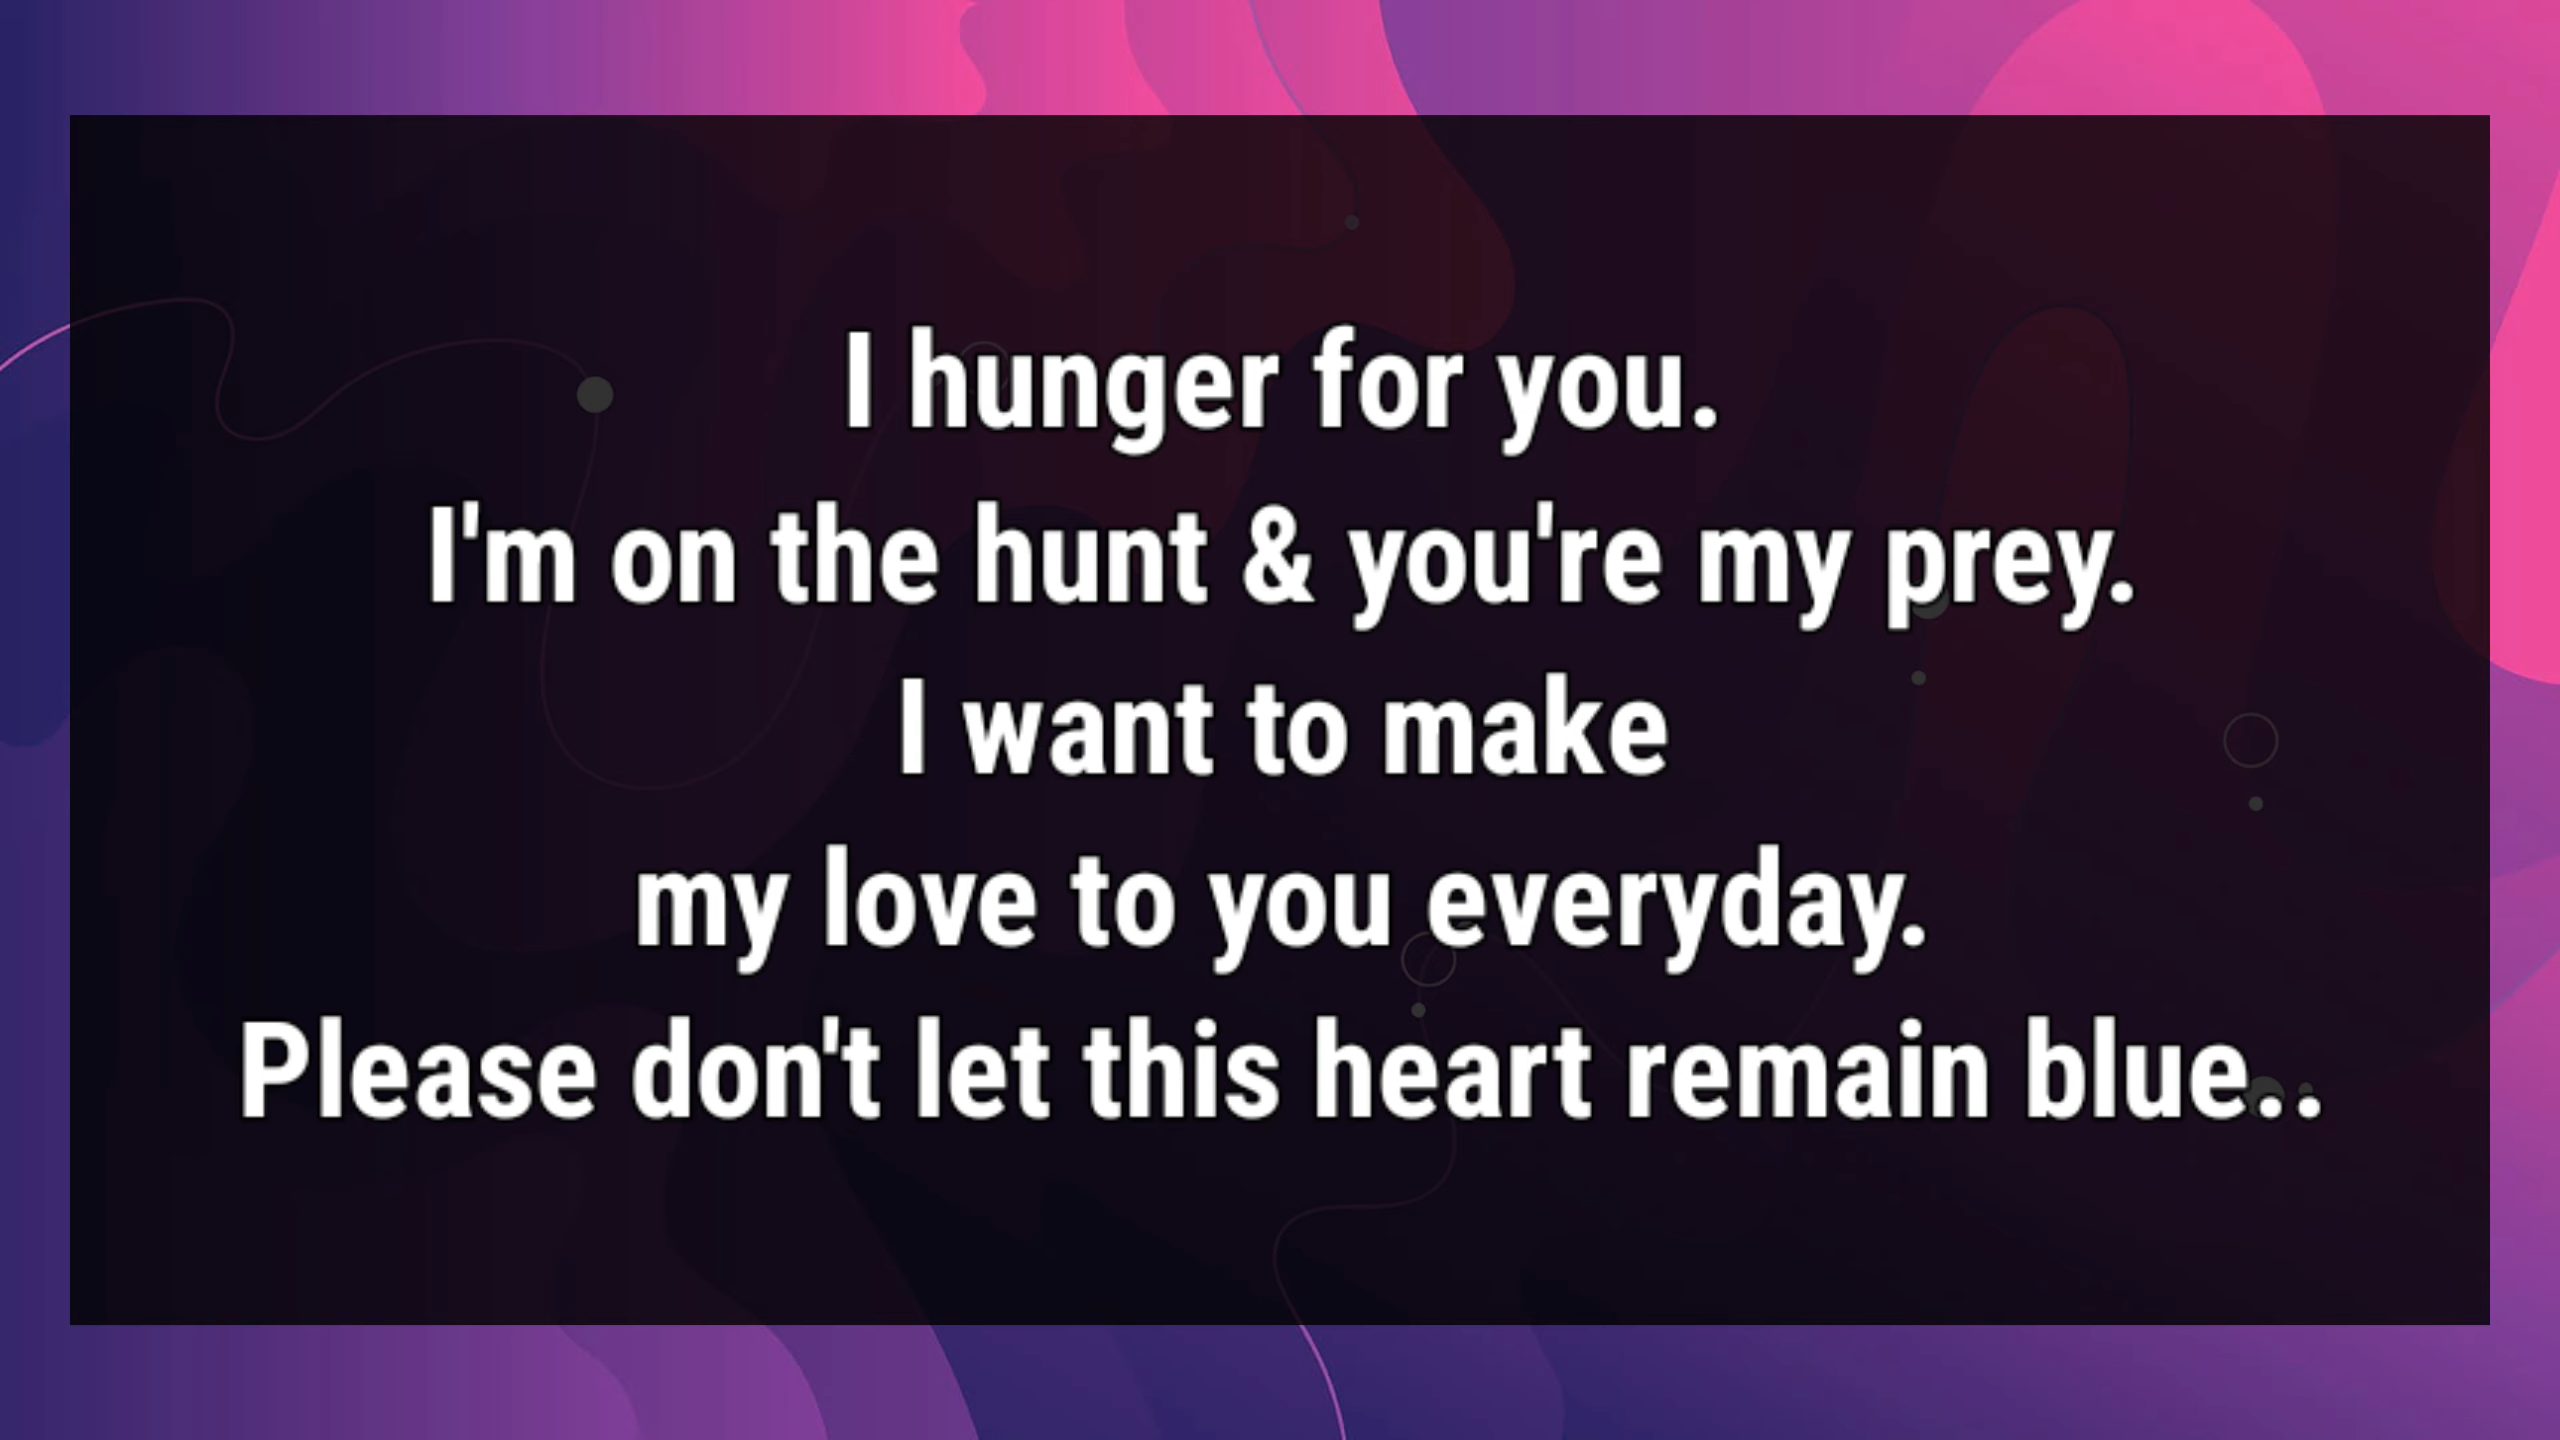 I hunger for you.
I'm on the hunt & you're my prey.
I want to make
my love to you everyday.
Please don't let this heart remain blue..